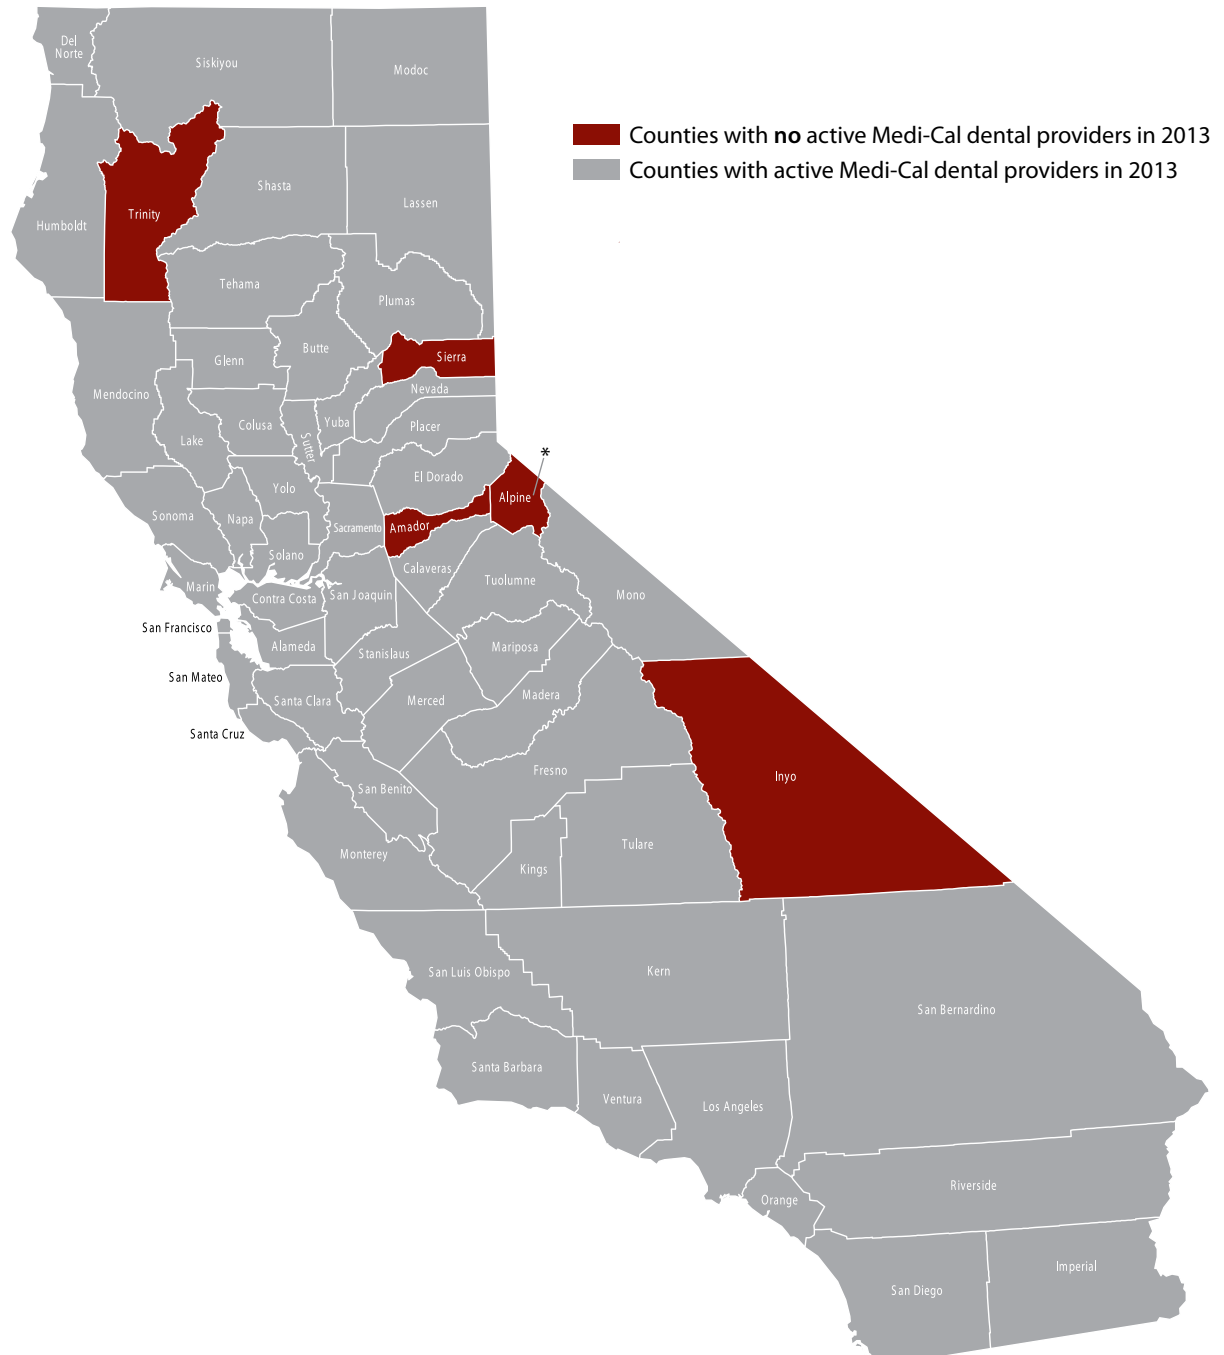 Del
Norte
Siskiyou
Modoc
Counties with no active Medi-Cal dental providers in 2013
Counties with active Medi-Cal dental providers in 2013
Shasta
Lassen
Trinity
Humboldt
Tehama
Plumas
Butte
Sierra
Glenn
Nevada
Mendocino
Yuba
Colusa
Placer
Sutter
Lake
*
El Dorado
Yolo
Alpine
Sonoma
Napa
Sacramento
Amador
Solano
Calaveras
Tuolumne
Marin
Contra Costa
San Joaquin
Mono
San Francisco
Alameda
Stanislaus
Mariposa
San Mateo
Santa Clara
Merced
Madera
Santa Cruz
Fresno
Inyo
San Benito
Monterey
Tulare
Kings
San Luis Obispo
Kern
San Bernardino
Santa Barbara
Ventura
Los Angeles
Riverside
Orange
Imperial
San Diego